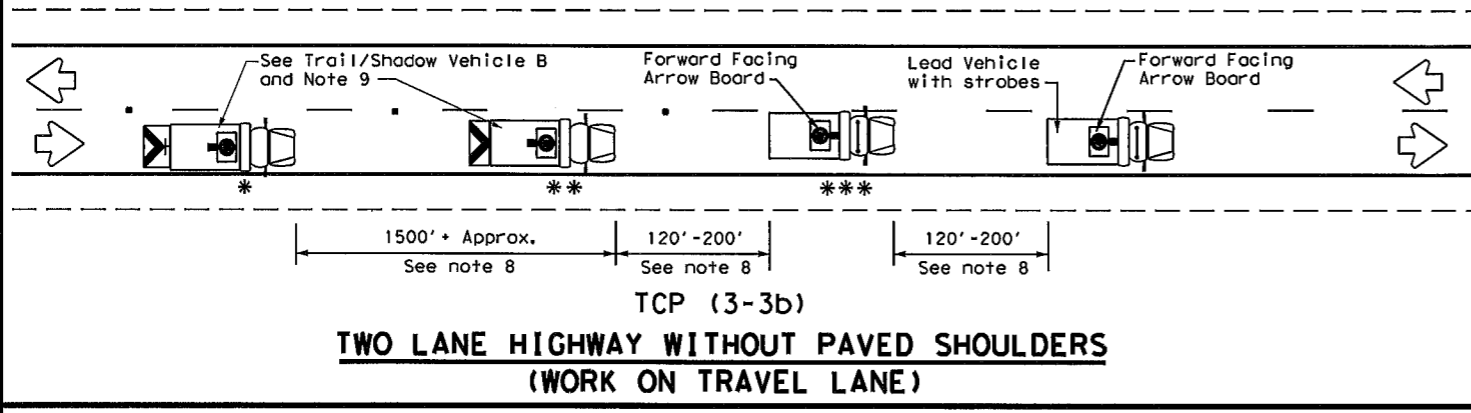 See Trail/Shadow Vehicle B
and Note 9
Forward Facing
Arrow Board
Lead Vehicle
with strobes
Forward Facing
Arrow Board
*
**
***
1500'+ Approx.
See note 8
120'-200'
See note 8
120'-200'
See note 8
TCP (3-3b)
TWO LANE HIGHWAY WITHOUT PAVED SHOULDERS
(WORK ON TRAVEL LANE)